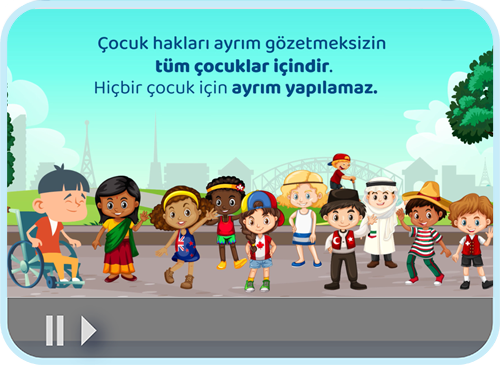 Çocuk hakları ayrım gözetmeksizin
tüm çocuklar içindir.
Hiçbir çocuk için ayrım yapılamaz.